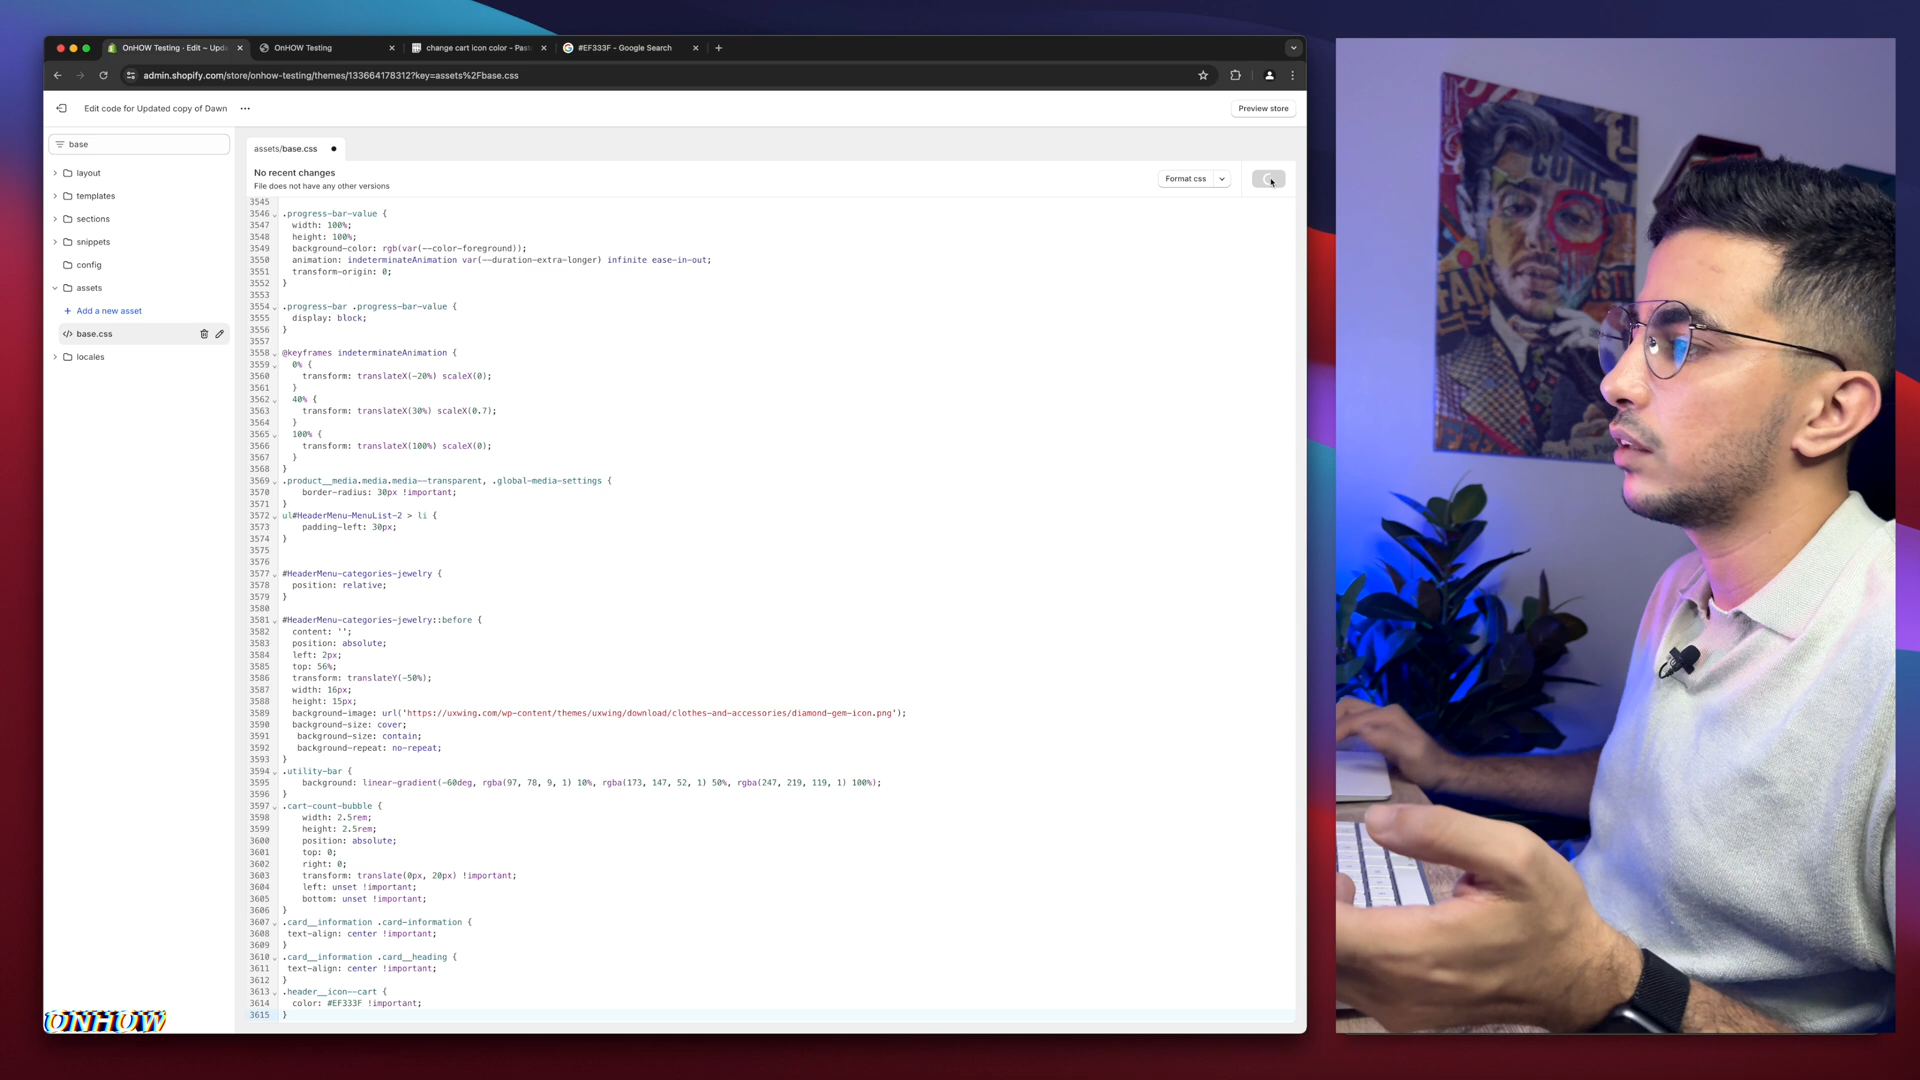 OnHOW Testing · Edit ~ Upda
OnHOW Testing
change cart icon color - Past
#EF333F - Google Search
admin.shopify.com/store/onhow-testing/themes/133664178312?key=assets%2Fbase.css
Edit code for Updated copy of Dawn
Preview store
base
layout
templates
sections
snippets
config
assets
+ Add a new asset
</> base.css
locales
assets/base.css
No recent changes
File does not have any other versions
Format css
3545
3546 .progress-bar-value {
3547 width: 100%;
3548 height: 100%;
3549 background-color: rgb(var(--color-foreground));
3550 animation: indeterminateAnimation var(--duration-extra-longer) infinite ease-in-out;
3551 transform-origin: 0;
3552 }
3553
3554 .progress-bar .progress-bar-value {
3555 display: block;
3556 }
3557
3558 @keyframes indeterminateAnimation {
3559 0% {
3560 transform: translateX(-20%) scaleX(0);
3561 }
3562 40% {
3563 transform: translateX(30%) scaleX(0.7);
3564 }
3565 100% {
3566 transform: translateX(100%) scaleX(0);
3567 }
3568 }
3569 .product__media.media.media--transparent, .global-media-settings {
3570 border-radius: 30px !important;
3571 }
3572 ul#HeaderMenu-MenuList-2 > li {
3573 padding-left: 30px;
3574 }
3575
3576
3577 #HeaderMenu-categories-jewelry {
3578 position: relative;
3579 }
3580
3581 #HeaderMenu-categories-jewelry::before {
3582 content: '';
3583 position: absolute;
3584 left: 2px;
3585 top: 56%;
3586 transform: translateY(-50%);
3587 width: 16px;
3588 height: 15px;
3589 background-image: url('https://uxwing.com/wp-content/themes/uxwing/download/clothes-and-accessories/diamond-gem-icon.png');
3590 background-size: cover;
3591 background-size: contain;
3592 background-repeat: no-repeat;
3593 }
3594 .utility-bar {
3595 background: linear-gradient(-60deg, rgba(97, 78, 9, 1) 10%, rgba(173, 147, 52, 1) 50%, rgba(247, 219, 119, 1) 100%);
3596 }
3597 .cart-count-bubble {
3598 width: 2.5rem;
3599 height: 2.5rem;
3600 position: absolute;
3601 top: 0;
3602 right: 0;
3603 transform: translate(0px, 20px) !important;
3604 left: unset !important;
3605 bottom: unset !important;
3606 }
3607 .card__information .card-information {
3608 text-align: center !important;
3609 }
3610 .card__information .card__heading {
3611 text-align: center !important;
3612 }
3613 .header__icon--cart {
3614 color: #EF333F !important;
3615 }
ONHOW